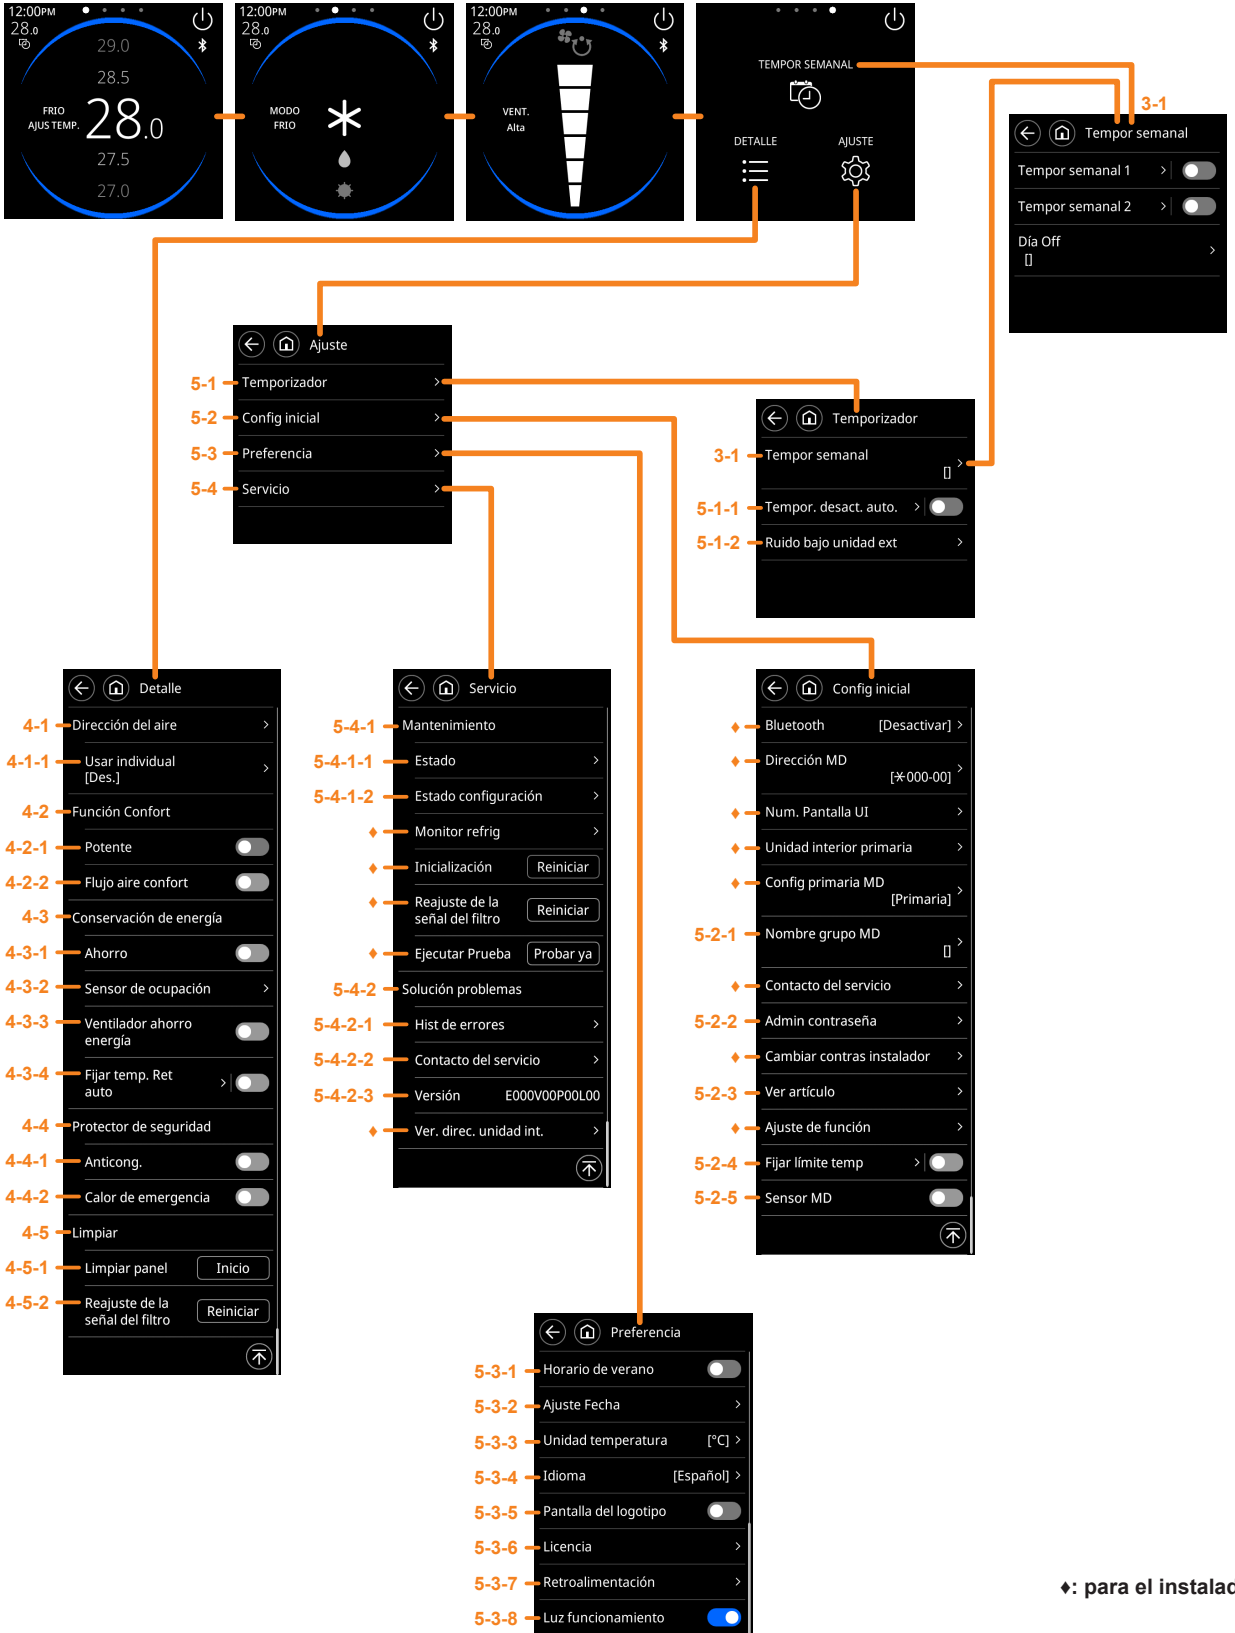 12:00PM
28.0
29.0
28.5
FRIO
AJUS TEMP.
28.0
27.5
27.0
12:00PM
28.0
MODO
FRIO
12:00PM
28.0
VENT.
Alta
TEMPOR SEMANAL
DETALLE
AJUSTE
3-1
Tempor semanal
Tempor semanal 1 >
Tempor semanal 2 >
Día Off >
[]
Ajuste
5-1 Temporizador >
5-2 Config inicial >
5-3 Preferencia >
5-4 Servicio >
Temporizador
3-1 Tempor semanal >
[]
5-1-1 Tempor. desact. auto. >
5-1-2 Ruido bajo unidad ext >
Detalle
4-1 Dirección del aire >
4-1-1 Usar individual >
[Des.]
4-2 Función Confort
4-2-1 Potente
4-2-2 Flujo aire confort
4-3 Conservación de energía
4-3-1 Ahorro
4-3-2 Sensor de ocupación >
4-3-3 Ventilador ahorro
energía
4-3-4 Fijar temp. Ret
auto >
4-4 Protector de seguridad
4-4-1 Anticong.
4-4-2 Calor de emergencia
4-5 Limpiar
4-5-1 Limpiar panel Inicio
4-5-2 Reajuste de la
señal del filtro Reiniciar
Servicio
5-4-1 Mantenimiento
5-4-1-1 Estado >
5-4-1-2 Estado configuración >
♦ Monitor refrig >
♦ Inicialización Reiniciar
♦ Reajuste de la
señal del filtro Reiniciar
♦ Ejecutar Prueba Probar ya
5-4-2 Solución problemas
5-4-2-1 Hist de errores >
5-4-2-2 Contacto del servicio >
5-4-2-3 Versión E000V00P00L00
♦ Ver. direc. unidad int. >
Config inicial
♦ Bluetooth [Desactivar] >
♦ Dirección MD >
[✳000-00]
♦ Num. Pantalla UI >
♦ Unidad interior primaria >
♦ Config primaria MD >
[Primaria]
5-2-1 Nombre grupo MD >
[]
♦ Contacto del servicio >
5-2-2 Admin contraseña >
♦ Cambiar contras instalador >
5-2-3 Ver artículo >
♦ Ajuste de función >
5-2-4 Fijar límite temp >
5-2-5 Sensor MD
Preferencia
5-3-1 Horario de verano
5-3-2 Ajuste Fecha >
5-3-3 Unidad temperatura [°C] >
5-3-4 Idioma [Español] >
5-3-5 Pantalla del logotipo
5-3-6 Licencia >
5-3-7 Retroalimentación >
5-3-8 Luz funcionamiento
♦: para el instalad